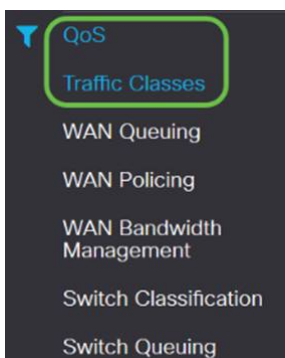 QoS
Traffic Classes
WAN Queuing
WAN Policing
WAN Bandwidth
Management
Switch Classification
Switch Queuing